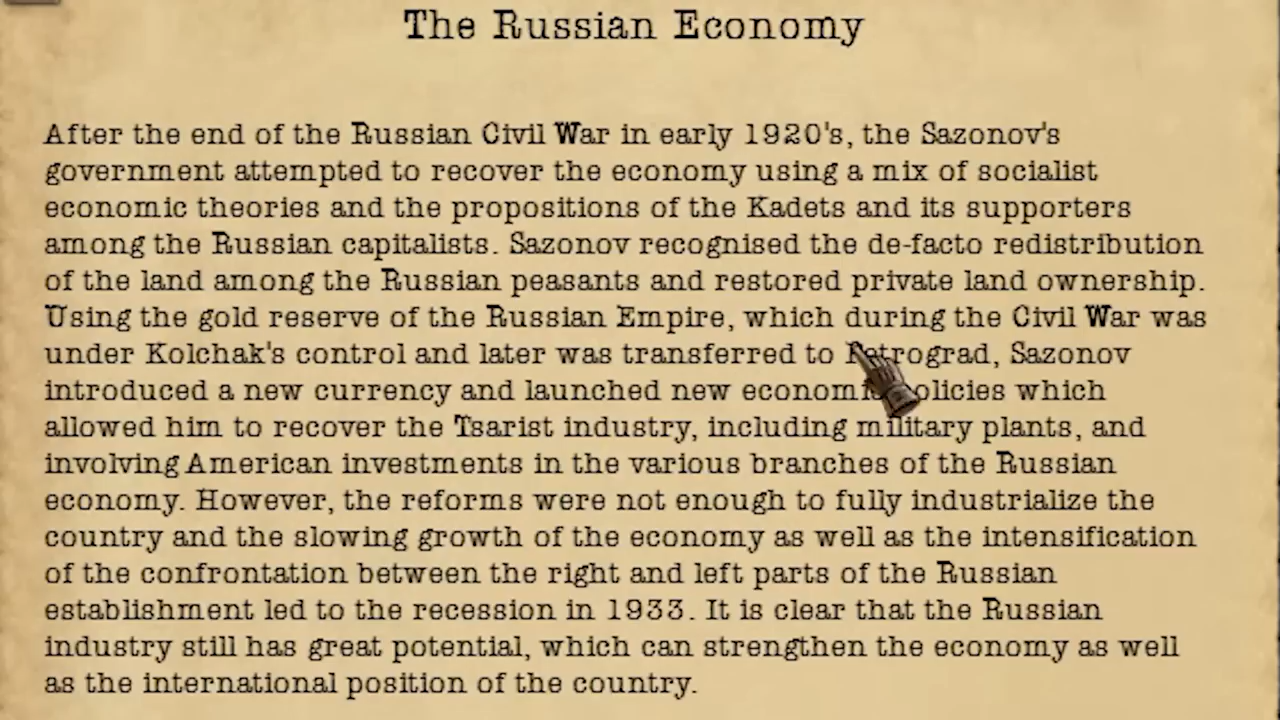 The Russian Economy
After the end of the Russian Civil War in early 1920's, the Sazonov's
government attempted to recover the economy using a mix of socialist
economic theories and the propositions of the Kadets and its supporters
among the Russian capitalists. Sazonov recognised the de-facto redistribution
of the land among the Russian peasants and restored private land ownership.
Using the gold reserve of the Russian Empire, which during the Civil War was
under Kolchak's control and later was transferred to Petrograd, Sazonov
introduced a new currency and launched new economic policies which
allowed him to recover the Tsarist industry, including military plants, and
involving American investments in the various branches of the Russian
economy. However, the reforms were not enough to fully industrialize the
country and the slowing growth of the economy as well as the intensification
of the confrontation between the right and left parts of the Russian
establishment led to the recession in 1933. It is clear that the Russian
industry still has great potential, which can strengthen the economy as well
as the international position of the country.